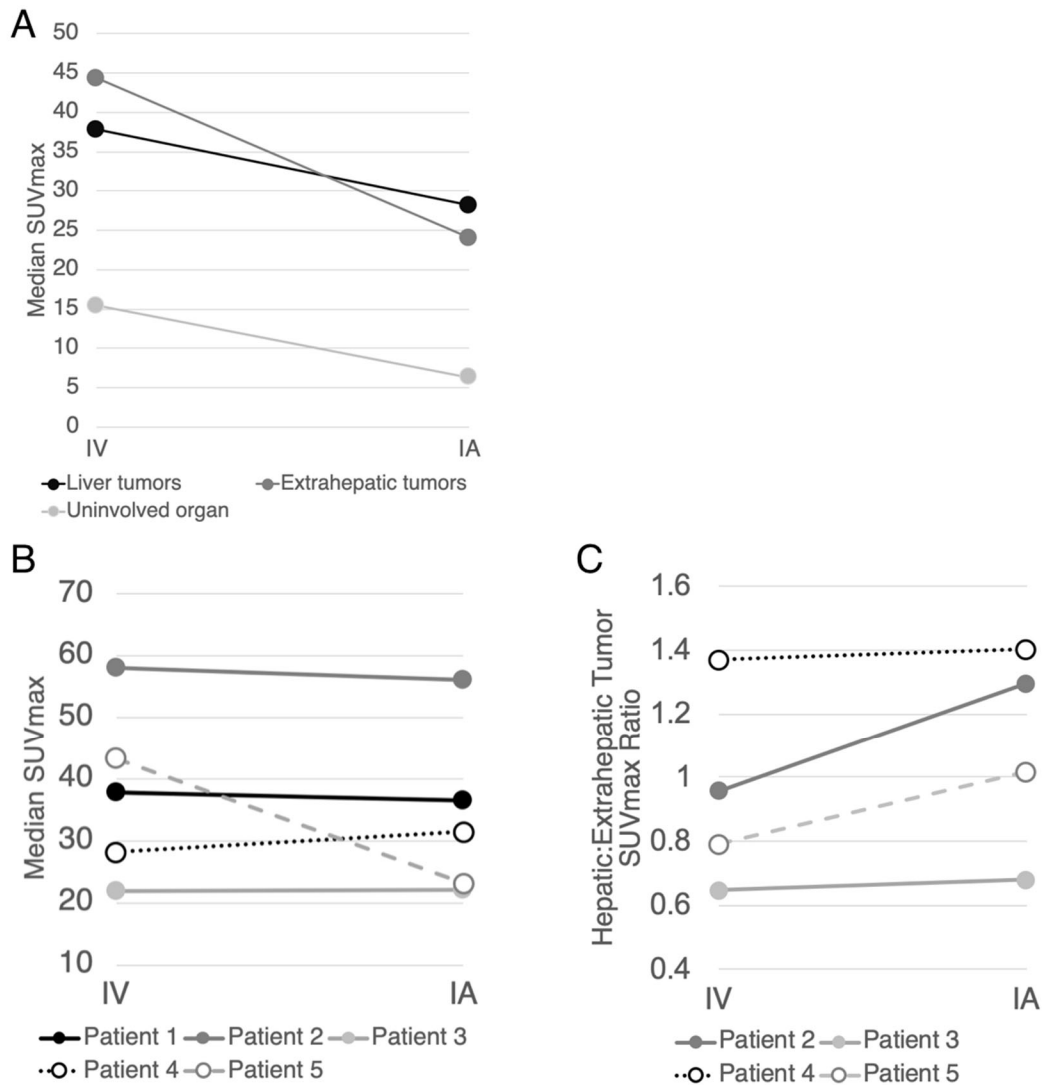 A
50
45
40
35
30
25
20
15
10
5
0
Median SUVmax
IV IA
Liver tumors Extrahepatic tumors
Uninvolved organ
B
70
60
50
40
30
20
10
Median SUVmax
IV IA
Patient 1 Patient 2 Patient 3
Patient 4 Patient 5
C
1.6
1.4
1.2
1
0.8
0.6
0.4
Hepatic:Extrahepatic Tumor
SUVmax Ratio
IV IA
Patient 2 Patient 3
Patient 4 Patient 5